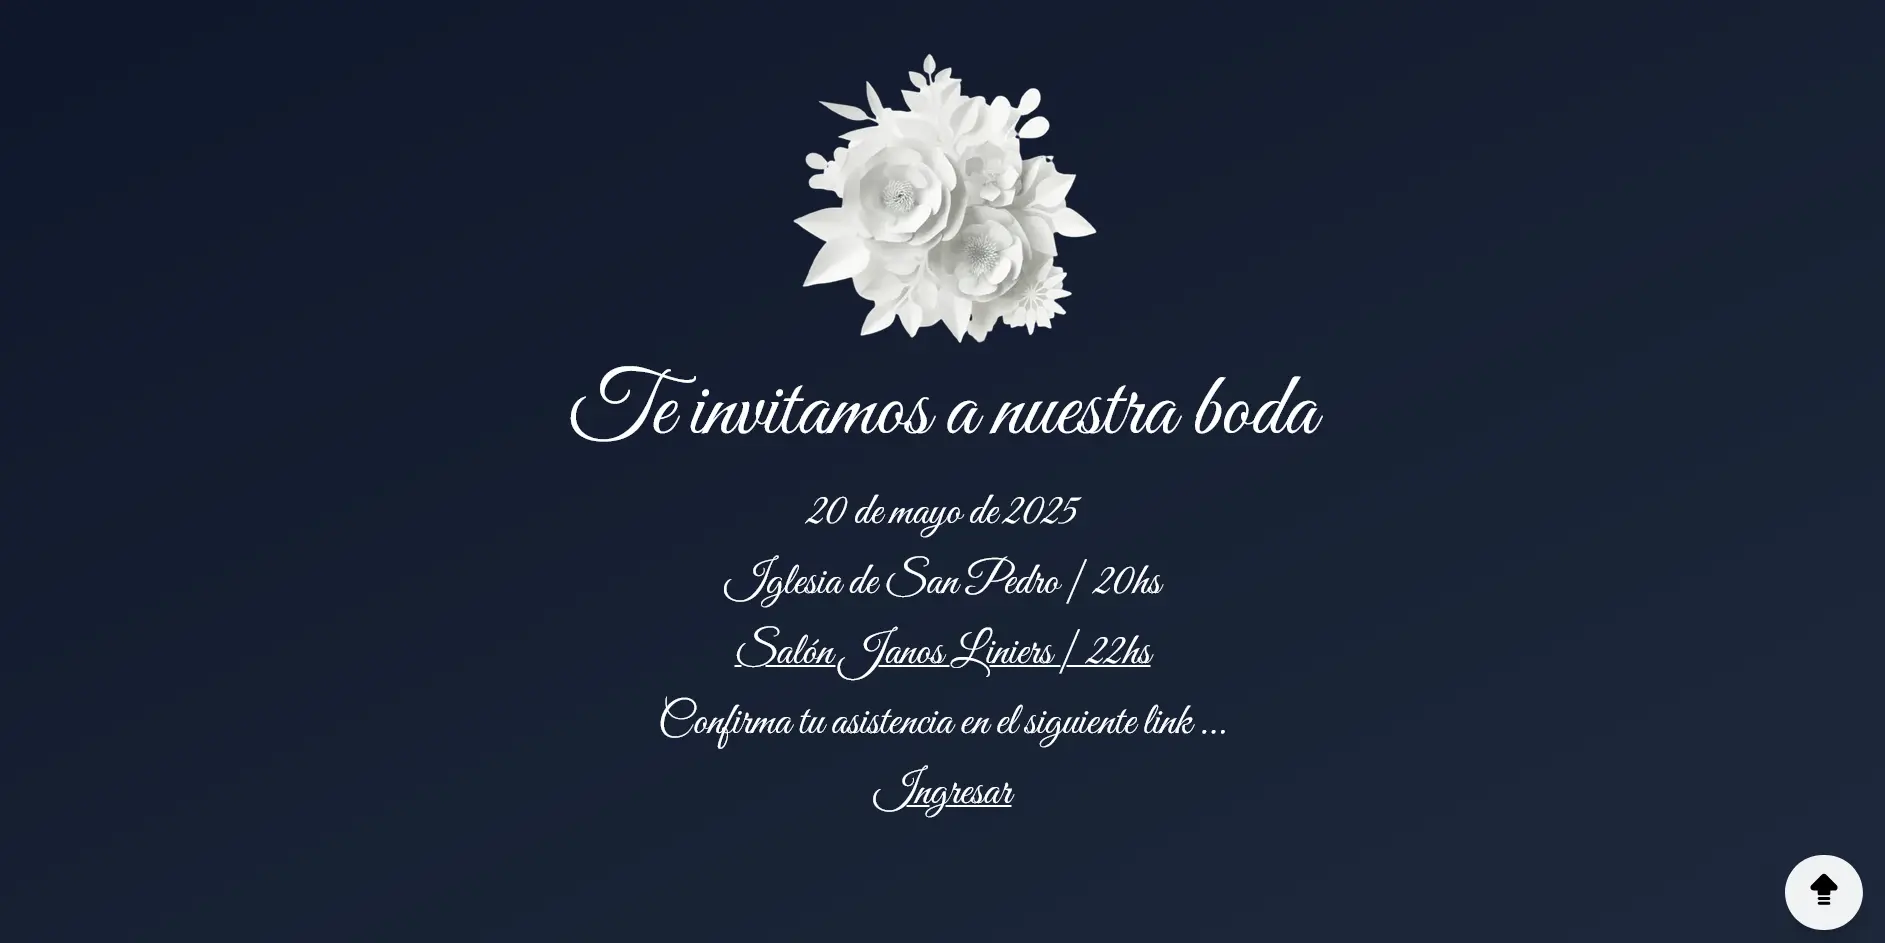 Te invitamos a nuestra boda
20 de mayo de 2025
Iglesia de San Pedro / 20hs
Salón Janos Liniers / 22hs
Confirma tu asistencia en el siguiente link ...
Ingresar